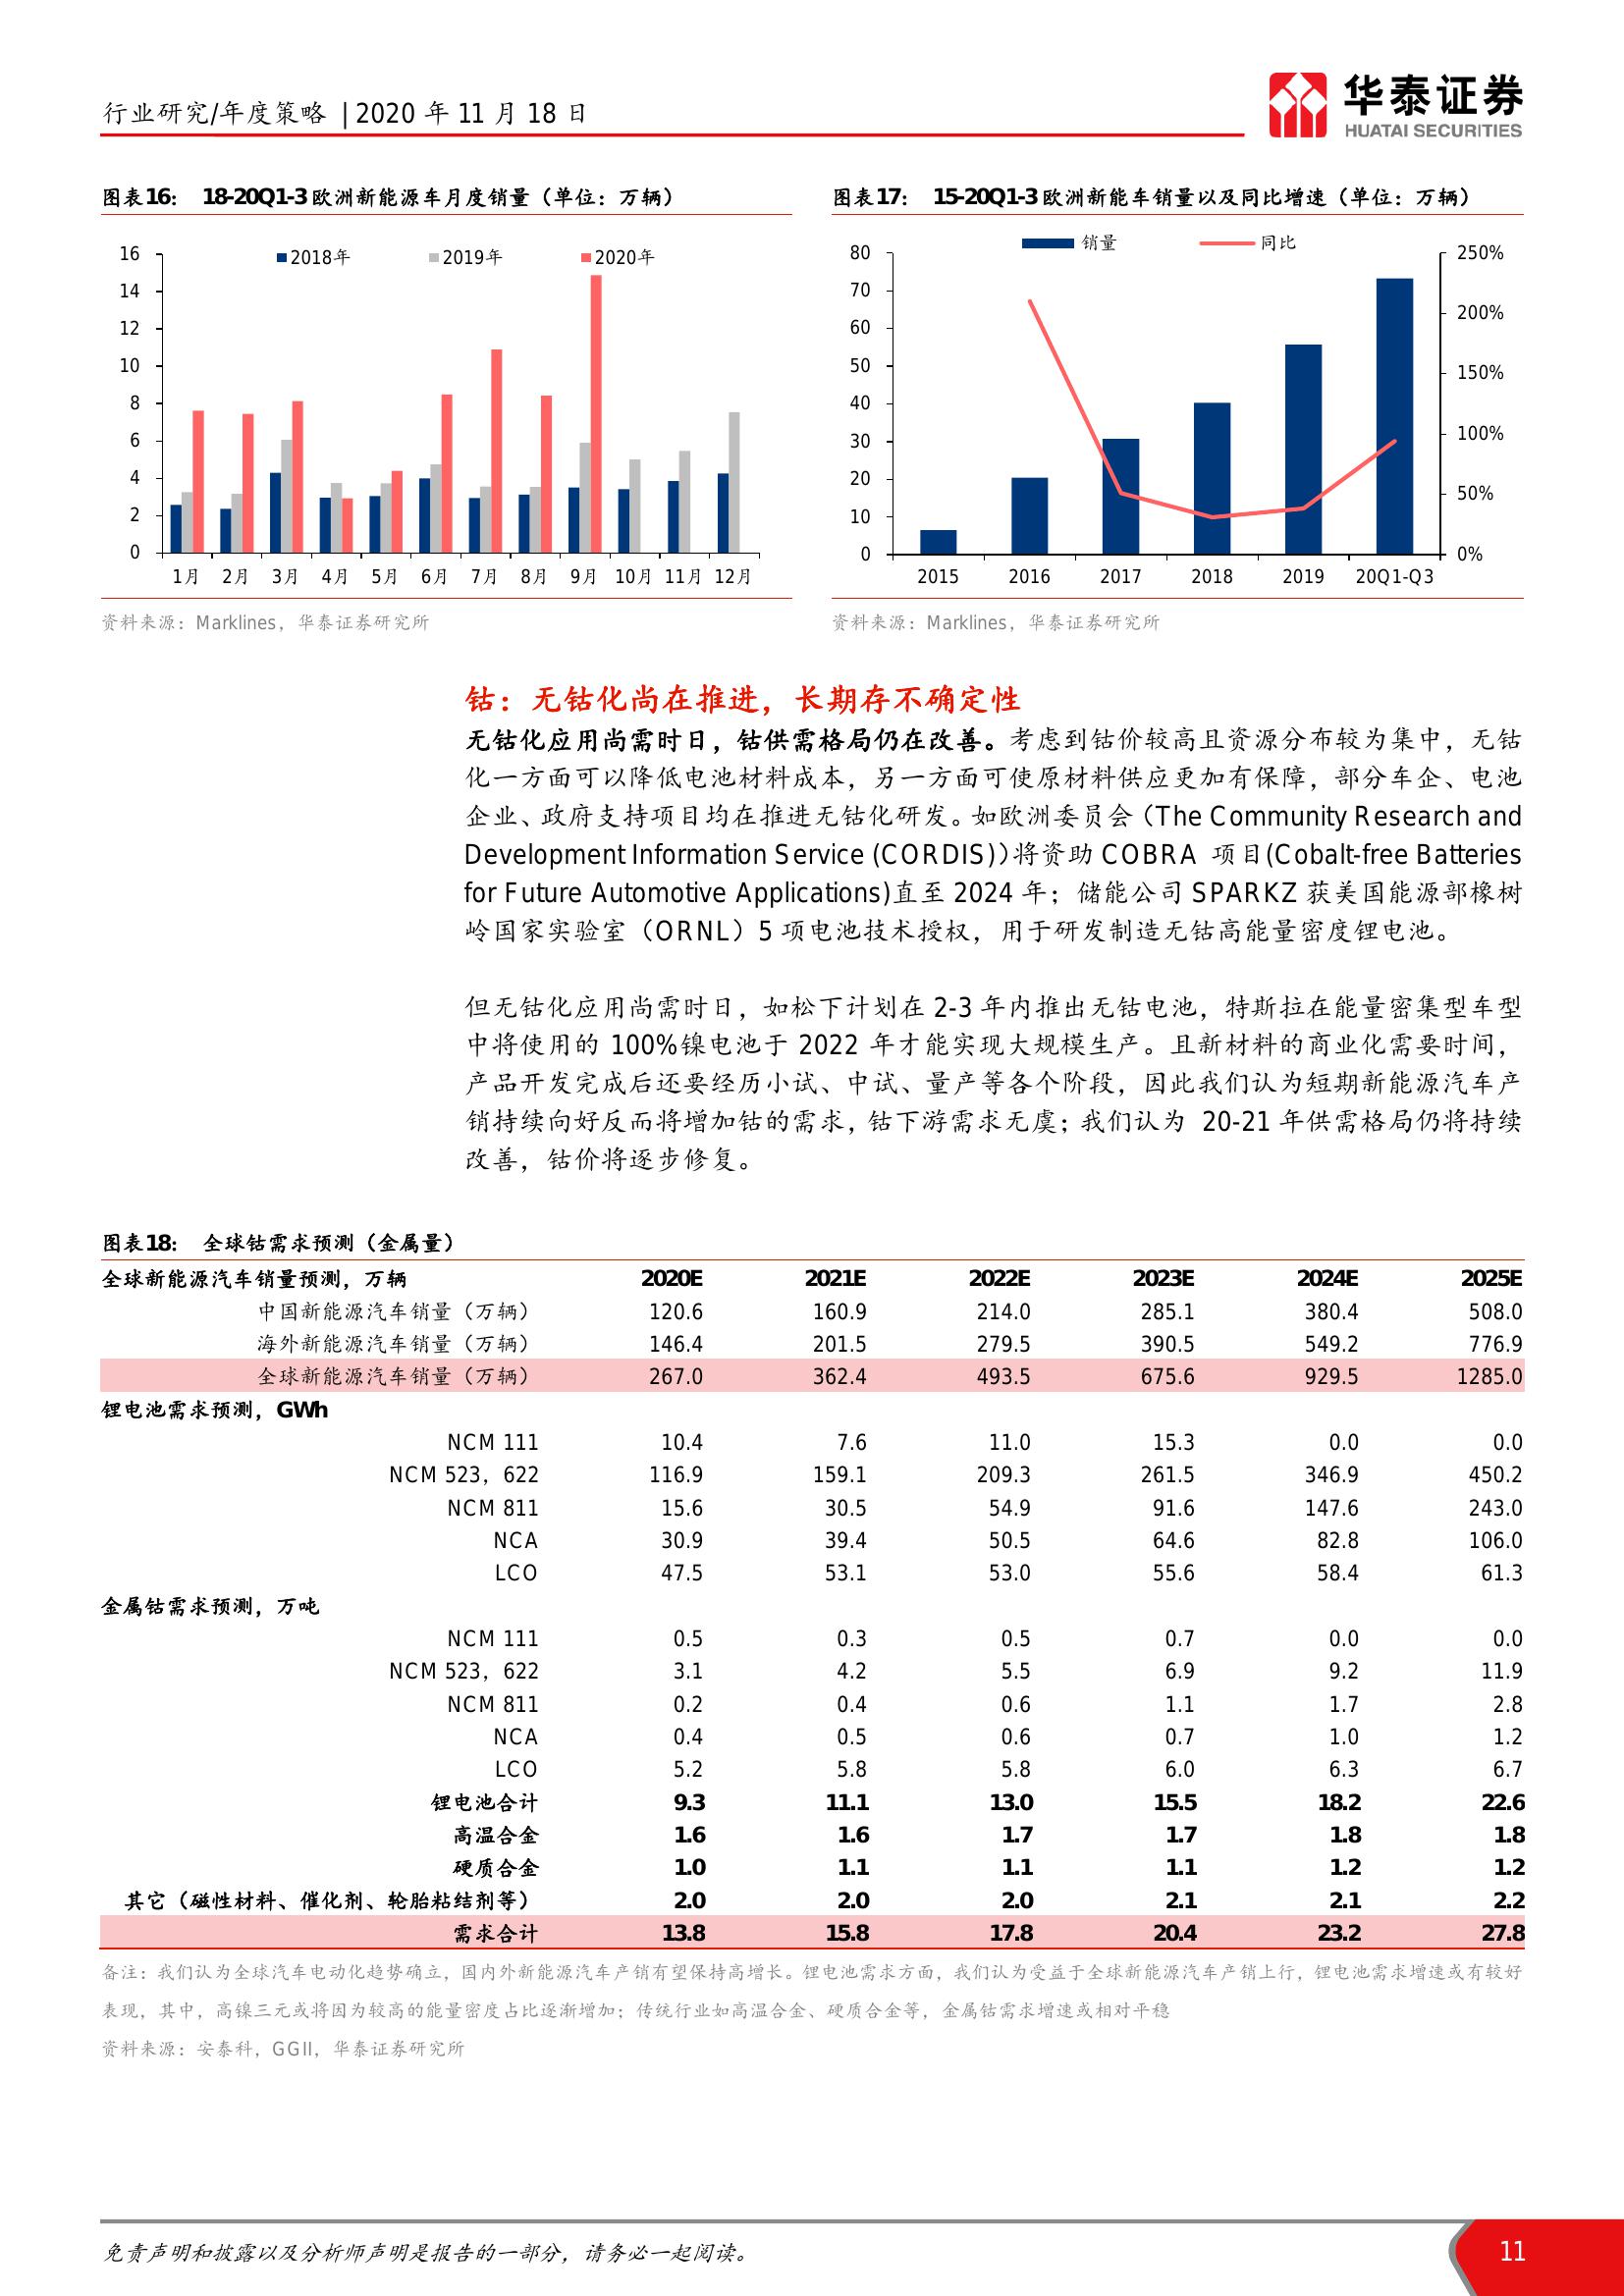 行业研究/年度策略 | 2020 年 11 月 18 日
华泰证券
HUATAI SECURITIES
图表16： 18-20Q1-3 欧洲新能源车月度销量（单位：万辆）
2018年 2019年 2020年
16
14
12
10
8
6
4
2
0
1月 2月 3月 4月 5月 6月 7月 8月 9月 10月 11月 12月
资料来源：Marklines，华泰证券研究所
图表17： 15-20Q1-3 欧洲新能车销量以及同比增速（单位：万辆）
销量 同比
80
70
60
50
40
30
20
10
0
250%
200%
150%
100%
50%
0%
2015 2016 2017 2018 2019 20Q1-Q3
资料来源：Marklines，华泰证券研究所
钴：无钴化尚在推进，长期存不确定性
无钴化应用尚需时日，钴供需格局仍在改善。考虑到钴价较高且资源分布较为集中，无钴
化一方面可以降低电池材料成本，另一方面可使原材料供应更加有保障，部分车企、电池
企业、政府支持项目均在推进无钴化研发。如欧洲委员会（The Community Research and
Development Information Service (CORDIS)）将资助 COBRA 项目(Cobalt-free Batteries
for Future Automotive Applications)直至 2024 年；储能公司 SPARKZ 获美国能源部橡树
岭国家实验室（ORNL）5 项电池技术授权，用于研发制造无钴高能量密度锂电池。
但无钴化应用尚需时日，如松下计划在 2-3 年内推出无钴电池，特斯拉在能量密集型车型
中将使用的 100%镍电池于 2022 年才能实现大规模生产。且新材料的商业化需要时间，
产品开发完成后还要经历小试、中试、量产等各个阶段，因此我们认为短期新能源汽车产
销持续向好反而将增加钴的需求，钴下游需求无虞；我们认为 20-21 年供需格局仍将持续
改善，钴价将逐步修复。
图表18： 全球钴需求预测（金属量）
全球新能源汽车销量预测，万辆 2020E 2021E 2022E 2023E 2024E 2025E
中国新能源汽车销量（万辆） 120.6 160.9 214.0 285.1 380.4 508.0
海外新能源汽车销量（万辆） 146.4 201.5 279.5 390.5 549.2 776.9
全球新能源汽车销量（万辆） 267.0 362.4 493.5 675.6 929.5 1285.0
锂电池需求预测，GWh
NCM 111 10.4 7.6 11.0 15.3 0.0 0.0
NCM 523，622 116.9 159.1 209.3 261.5 346.9 450.2
NCM 811 15.6 30.5 54.9 91.6 147.6 243.0
NCA 30.9 39.4 50.5 64.6 82.8 106.0
LCO 47.5 53.1 53.0 55.6 58.4 61.3
金属钴需求预测，万吨
NCM 111 0.5 0.3 0.5 0.7 0.0 0.0
NCM 523，622 3.1 4.2 5.5 6.9 9.2 11.9
NCM 811 0.2 0.4 0.6 1.1 1.7 2.8
NCA 0.4 0.5 0.6 0.7 1.0 1.2
LCO 5.2 5.8 5.8 6.0 6.3 6.7
锂电池合计 9.3 11.1 13.0 15.5 18.2 22.6
高温合金 1.6 1.6 1.7 1.7 1.8 1.8
硬质合金 1.0 1.1 1.1 1.1 1.2 1.2
其它（磁性材料、催化剂、轮胎粘结剂等） 2.0 2.0 2.0 2.1 2.1 2.2
需求合计 13.8 15.8 17.8 20.4 23.2 27.8
备注：我们认为全球汽车电动化趋势确立，国内外新能源汽车产销有望保持高增长。锂电池需求方面，我们认为受益于全球新能源汽车产销上行，锂电池需求增速或有较好
表现，其中，高镍三元或将因为较高的能量密度占比逐渐增加；传统行业如高温合金、硬质合金等，金属钴需求增速或相对平稳
资料来源：安泰科，GGII，华泰证券研究所
免责声明和披露以及分析师声明是报告的一部分，请务必一起阅读。
11